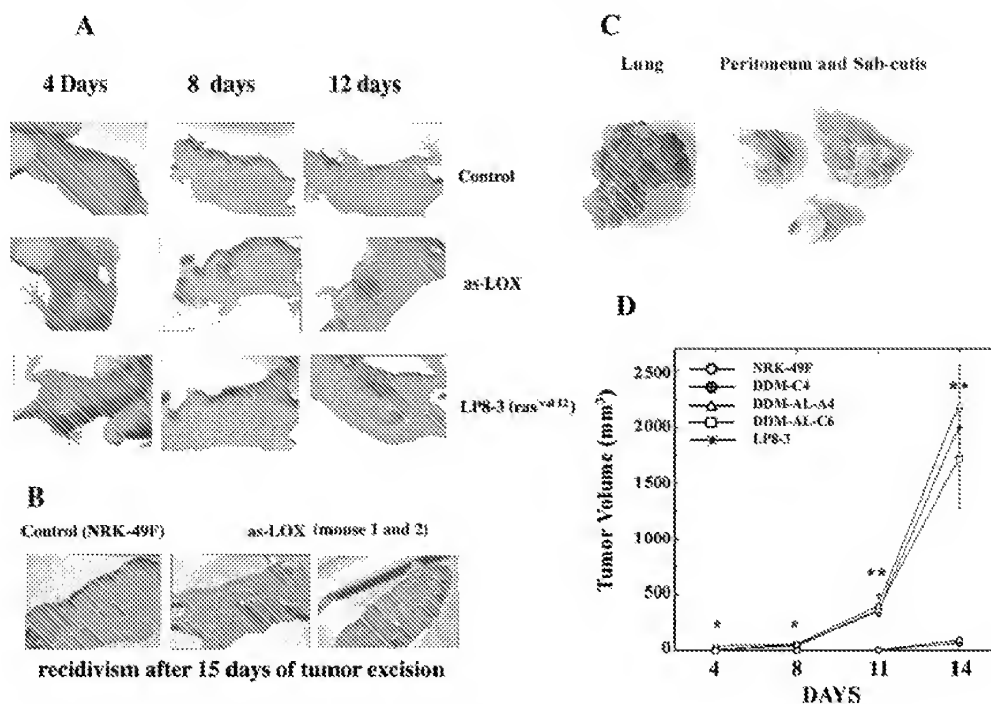 A
4 Days 8 days 12 days
Control
as-LOX
LP8-3 (ras^val12)
B
Control (NRK-49F) as-LOX (mouse 1 and 2)
recidivism after 15 days of tumor excision
C
Lung Peritoneum and Sub-cutis
D
NRK-49F
DDM-C4
DDM-AL-A4
DDM-AL-C6
LP8-3
Tumor Volume (mm³)
2500
2000
1500
1000
500
0
*
*
**
**
4 8 11 14
DAYS